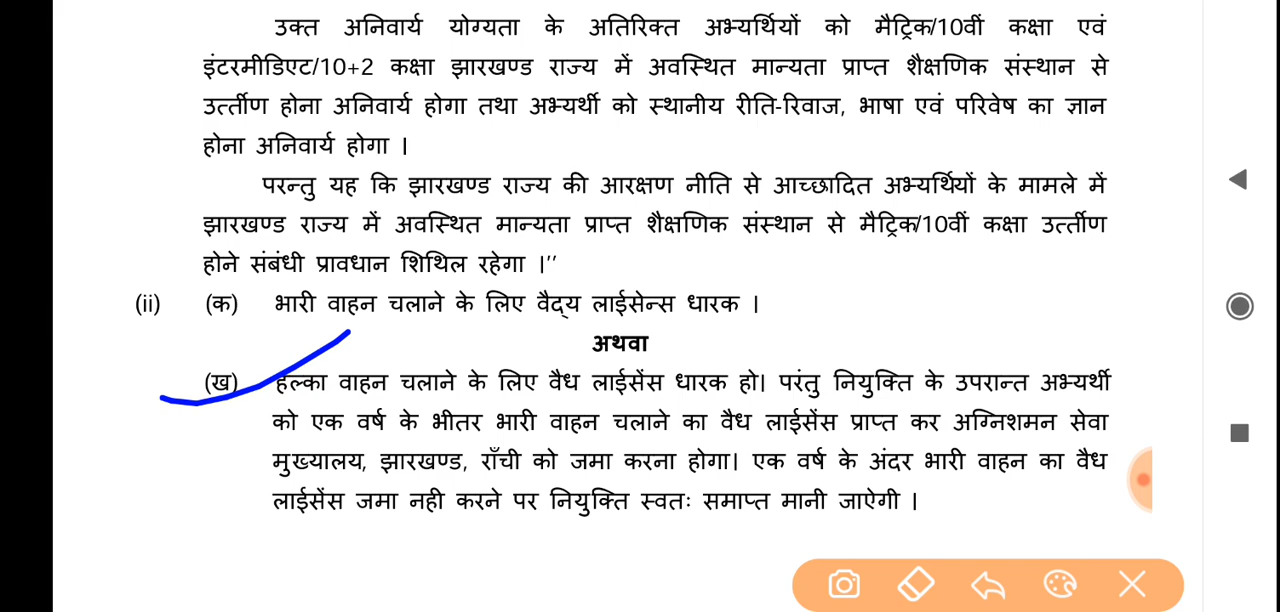 उक्त अनिवार्य योग्यता के अतिरिक्त अभ्यर्थियों को मैट्रिक/10वीं कक्षा एवं
इंटरमीडिएट/10+2 कक्षा झारखण्ड राज्य में अवस्थित मान्यता प्राप्त शैक्षणिक संस्थान से
उर्त्तीण होना अनिवार्य होगा तथा अभ्यर्थी को स्थानीय रीति-रिवाज, भाषा एवं परिवेष का ज्ञान
होना अनिवार्य होगा ।
परन्तु यह कि झारखण्ड राज्य की आरक्षण नीति से आच्छादित अभ्यर्थियों के मामले में
झारखण्ड राज्य में अवस्थित मान्यता प्राप्त शैक्षणिक संस्थान से मैट्रिक/10वीं कक्षा उर्त्तीण
होने संबंधी प्रावधान शिथिल रहेगा ।''
(ii) (क) भारी वाहन चलाने के लिए वैद्य लाईसेन्स धारक ।
अथवा
(ख) हल्का वाहन चलाने के लिए वैध लाईसेंस धारक हो। परंतु नियुक्ति के उपरान्त अभ्यर्थी
को एक वर्ष के भीतर भारी वाहन चलाने का वैध लाईसेंस प्राप्त कर अग्निशमन सेवा
मुख्यालय, झारखण्ड, राँची को जमा करना होगा। एक वर्ष के अंदर भारी वाहन का वैध
लाईसेंस जमा नही करने पर नियुक्ति स्वतः समाप्त मानी जाऐगी ।